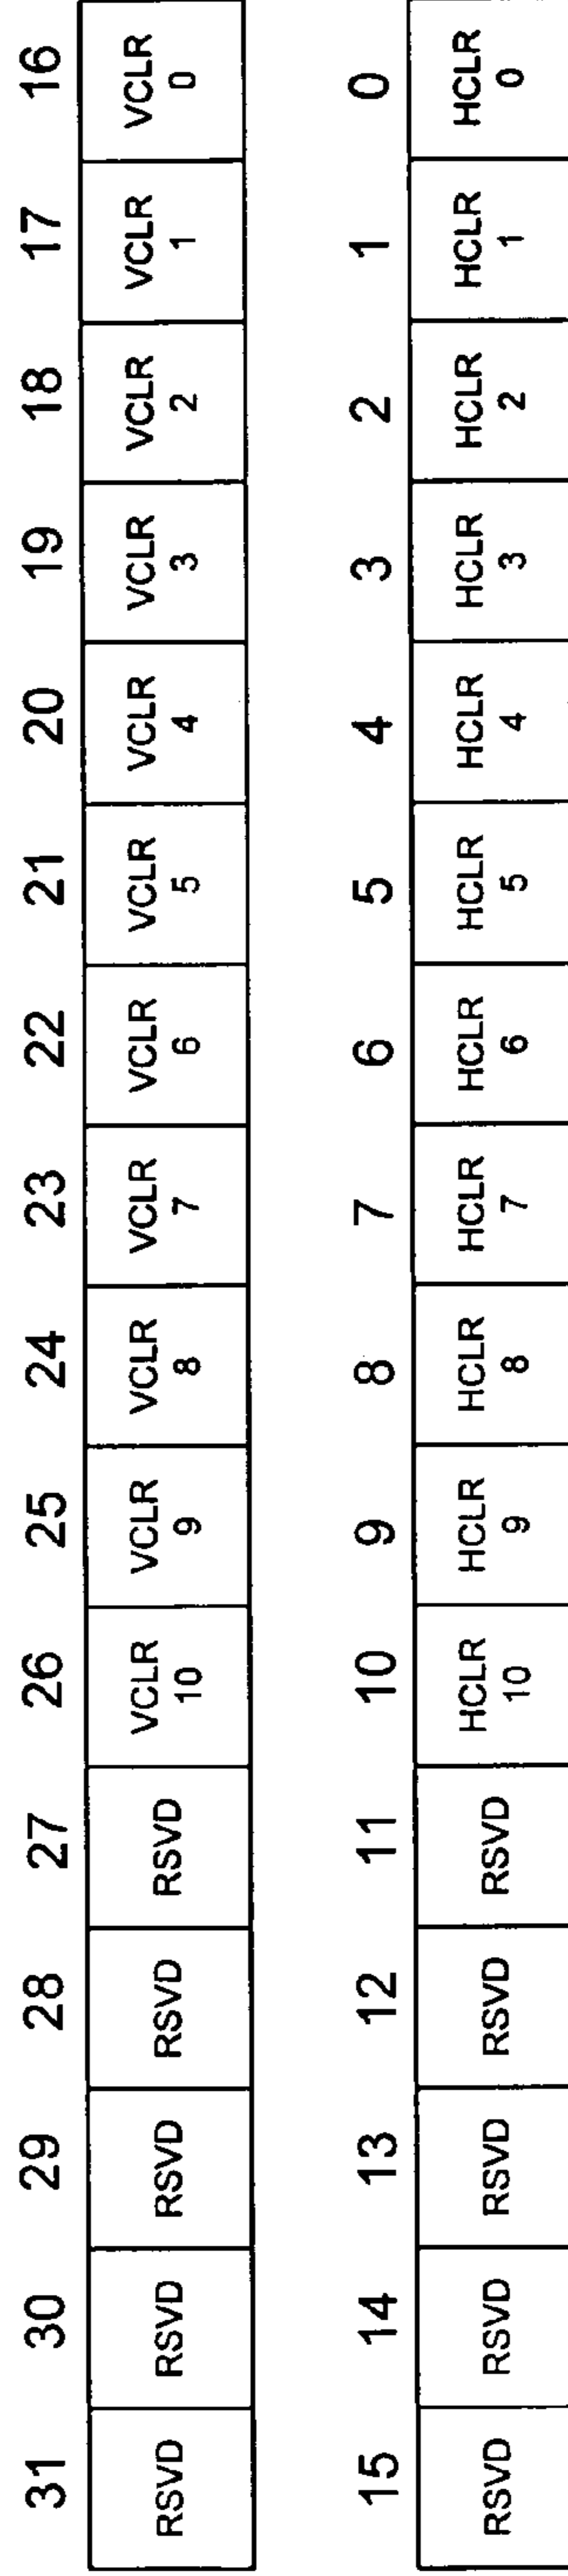 31 30 29 28 27 26 25 24 23 22 21 20 19 18 17 16
RSVD RSVD RSVD RSVD RSVD VCLR VCLR VCLR VCLR VCLR VCLR VCLR VCLR VCLR VCLR VCLR
10 9 8 7 6 5 4 3 2 1 0
15 14 13 12 11 10 9 8 7 6 5 4 3 2 1 0
RSVD RSVD RSVD RSVD RSVD HCLR HCLR HCLR HCLR HCLR HCLR HCLR HCLR HCLR HCLR HCLR
10 9 8 7 6 5 4 3 2 1 0